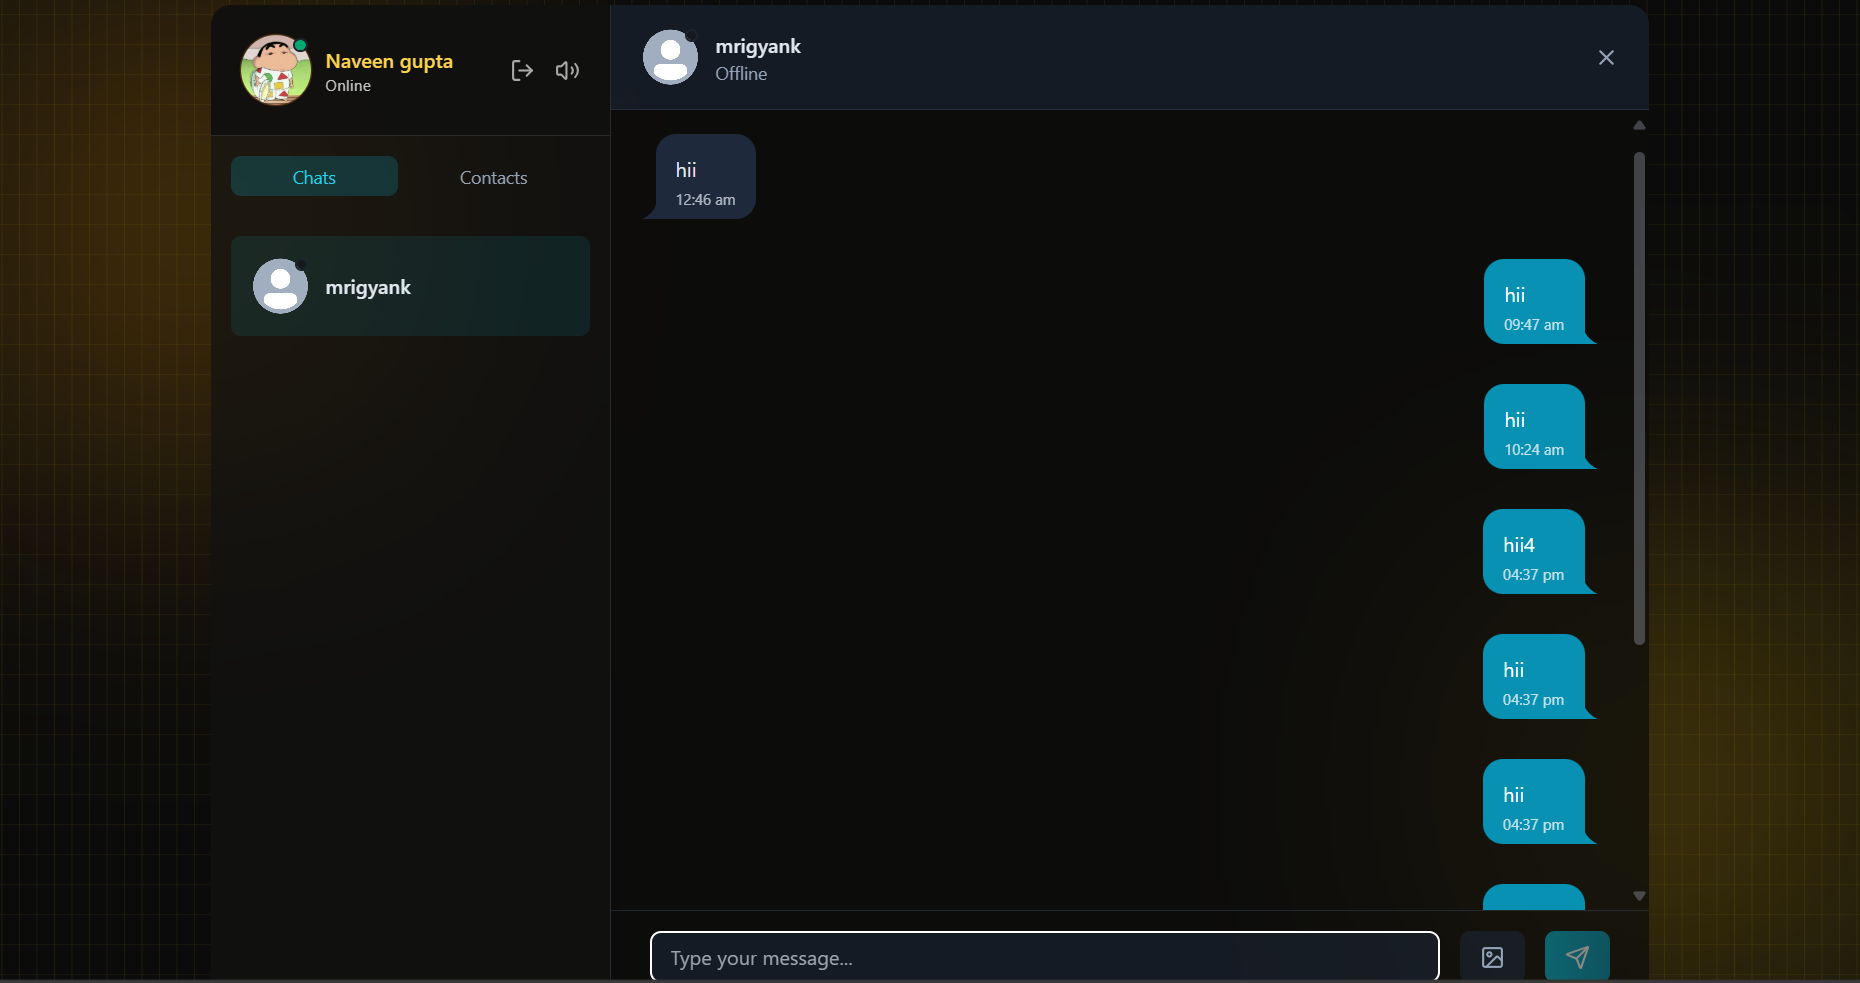 Naveen gupta
Online
Chats
Contacts
mrigyank
mrigyank
Offline
hii
12:46 am
hii
09:47 am
hii
10:24 am
hii4
04:37 pm
hii
04:37 pm
hii
04:37 pm
Type your message...